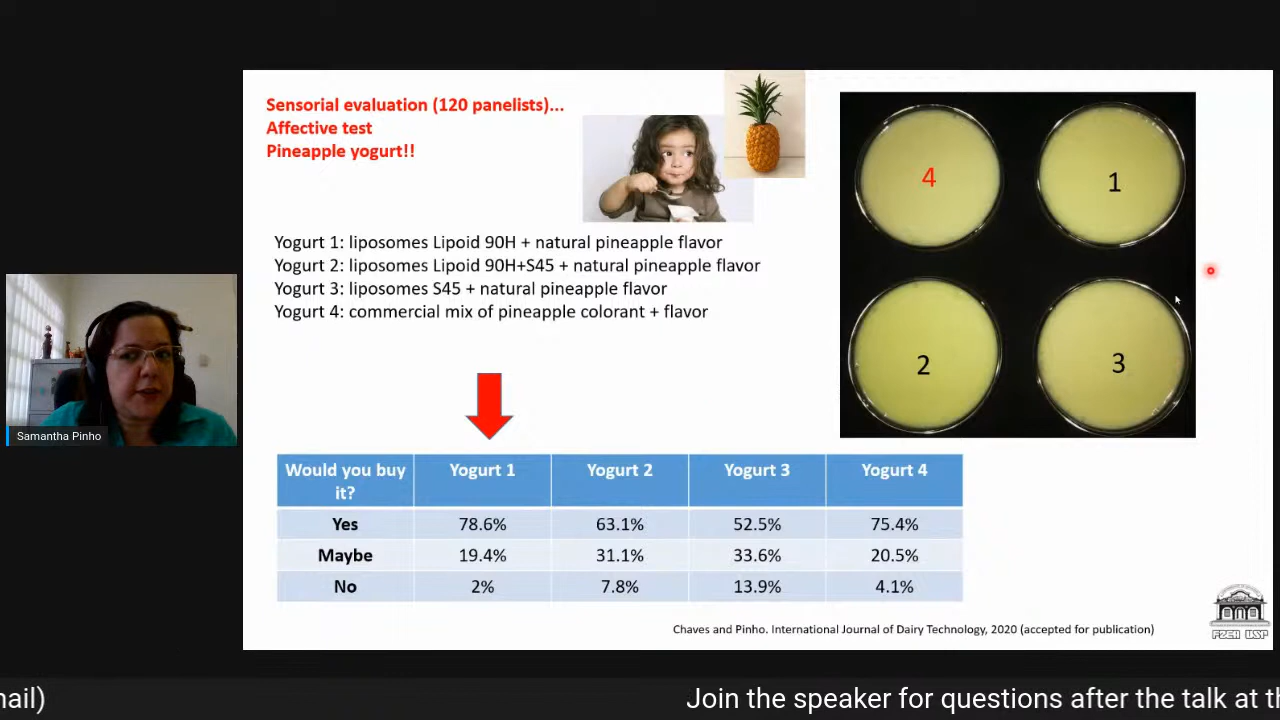 Sensorial evaluation (120 panelists)...
Affective test
Pineapple yogurt!!
4
1
2
3
Yogurt 1: liposomes Lipoid 90H + natural pineapple flavor
Yogurt 2: liposomes Lipoid 90H+S45 + natural pineapple flavor
Yogurt 3: liposomes S45 + natural pineapple flavor
Yogurt 4: commercial mix of pineapple colorant + flavor
Samantha Pinho
Would you buy it? Yogurt 1 Yogurt 2 Yogurt 3 Yogurt 4
Yes 78.6% 63.1% 52.5% 75.4%
Maybe 19.4% 31.1% 33.6% 20.5%
No 2% 7.8% 13.9% 4.1%
Chaves and Pinho. International Journal of Dairy Technology, 2020 (accepted for publication)
FZEA USP
nail) Join the speaker for questions after the talk at th